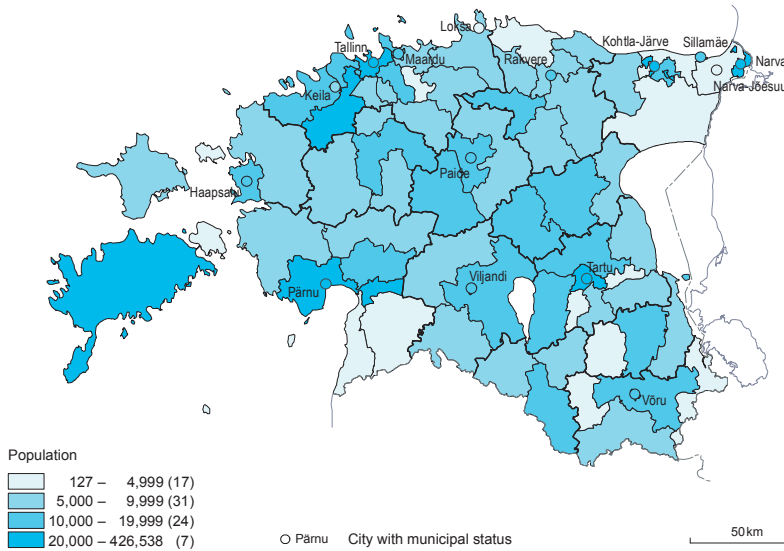 Loksa
Tallinn
Maardu
Rakvere
Kohtla-Järve
Sillamäe
Narva
Narva-Jõesuu
Keila
Paide
Haapsalu
Tartu
Viljandi
Pärnu
Võru
Population
127 – 4,999 (17)
5,000 – 9,999 (31)
10,000 – 19,999 (24)
20,000 – 426,538 (7)
Pärnu City with municipal status
50 km